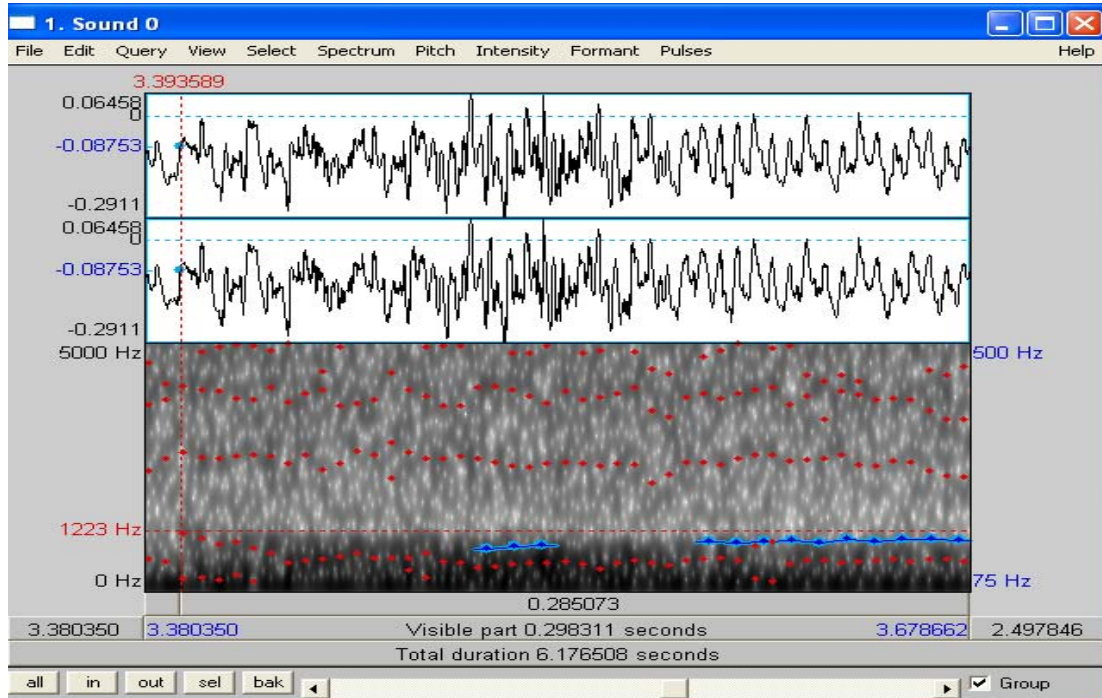 1. Sound 0
File Edit Query View Select Spectrum Pitch Intensity Formant Pulses Help
3.393589
0.06458
0
-0.08753
-0.2911
0.06458
0
-0.08753
-0.2911
5000 Hz 500 Hz
1223 Hz
0 Hz 75 Hz
0.285073
3.380350 3.380350 Visible part 0.298311 seconds 3.678662 2.497846
Total duration 6.176508 seconds
all in out sel bak Group